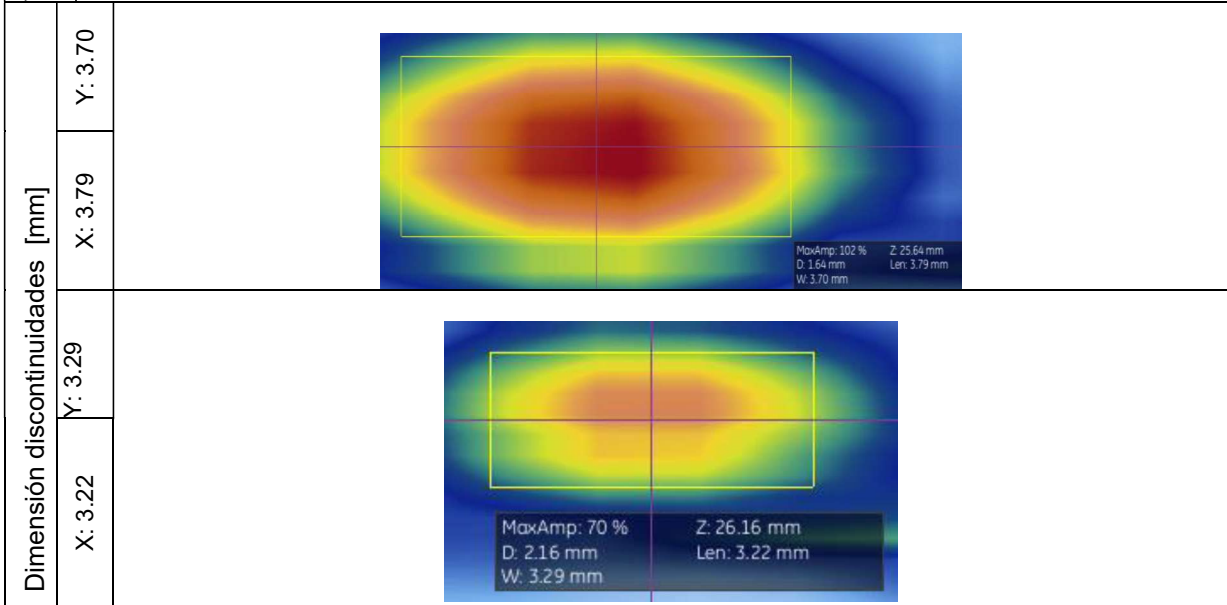 Dimensión discontinuidades [mm]
Y: 3.70
X: 3.79
MaxAmp: 102 % Z: 25.64 mm
D: 1.64 mm Len: 3.79 mm
W: 3.70 mm
Y: 3.29
X: 3.22
MaxAmp: 70 % Z: 26.16 mm
D: 2.16 mm Len: 3.22 mm
W: 3.29 mm